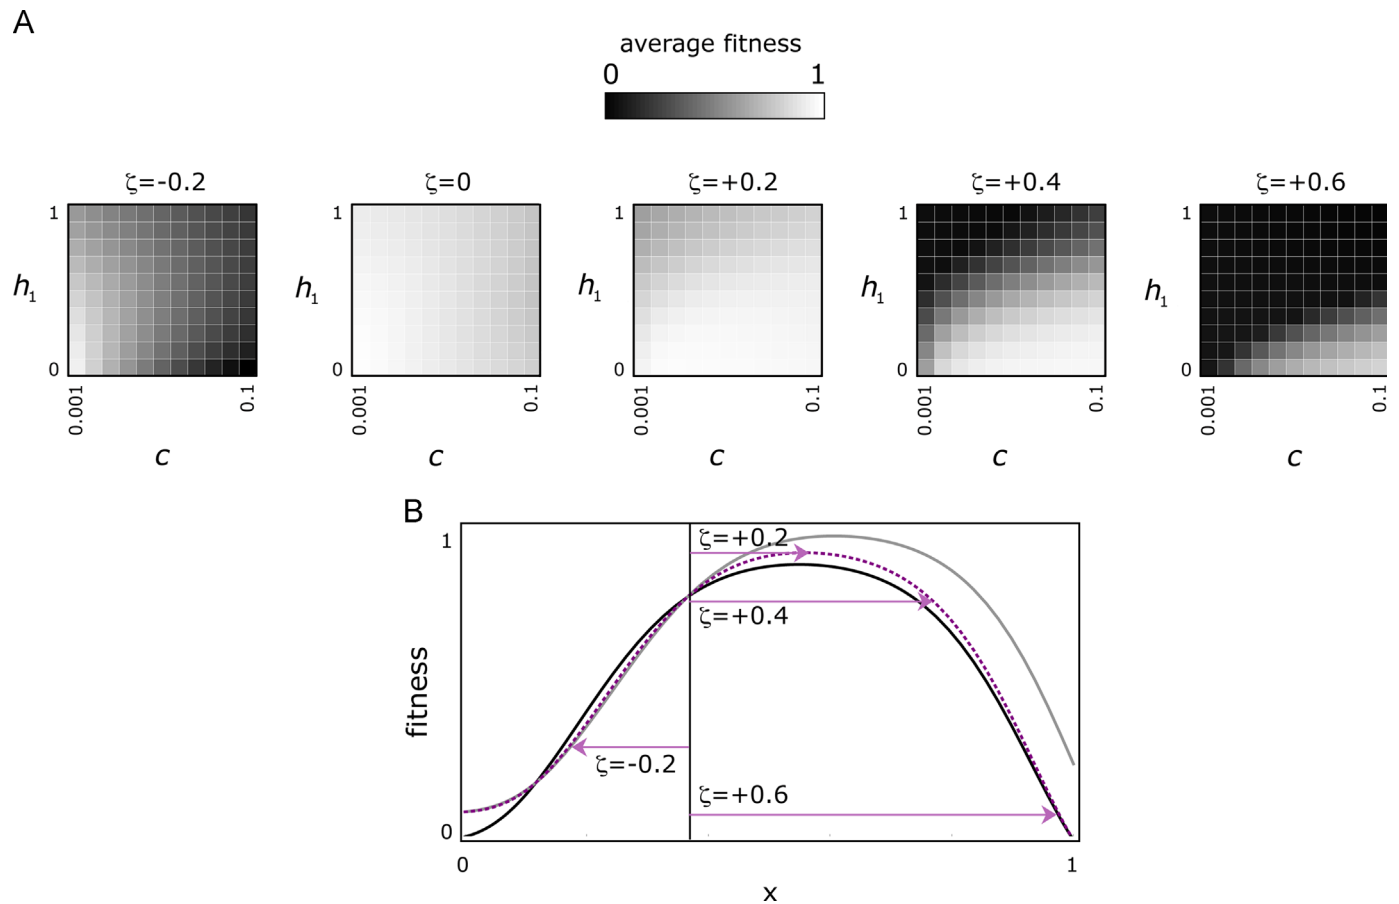 A
average fitness
0 1
ζ=-0.2 ζ=0 ζ=+0.2 ζ=+0.4 ζ=+0.6
1 1 1 1 1
h1 h1 h1 h1 h1
0 0 0 0 0
0.001 0.1 0.001 0.1 0.001 0.1 0.001 0.1 0.001 0.1
c c c c c
B
1
ζ=+0.2
ζ=+0.4
fitness
ζ=-0.2
ζ=+0.6
0
0 1
x